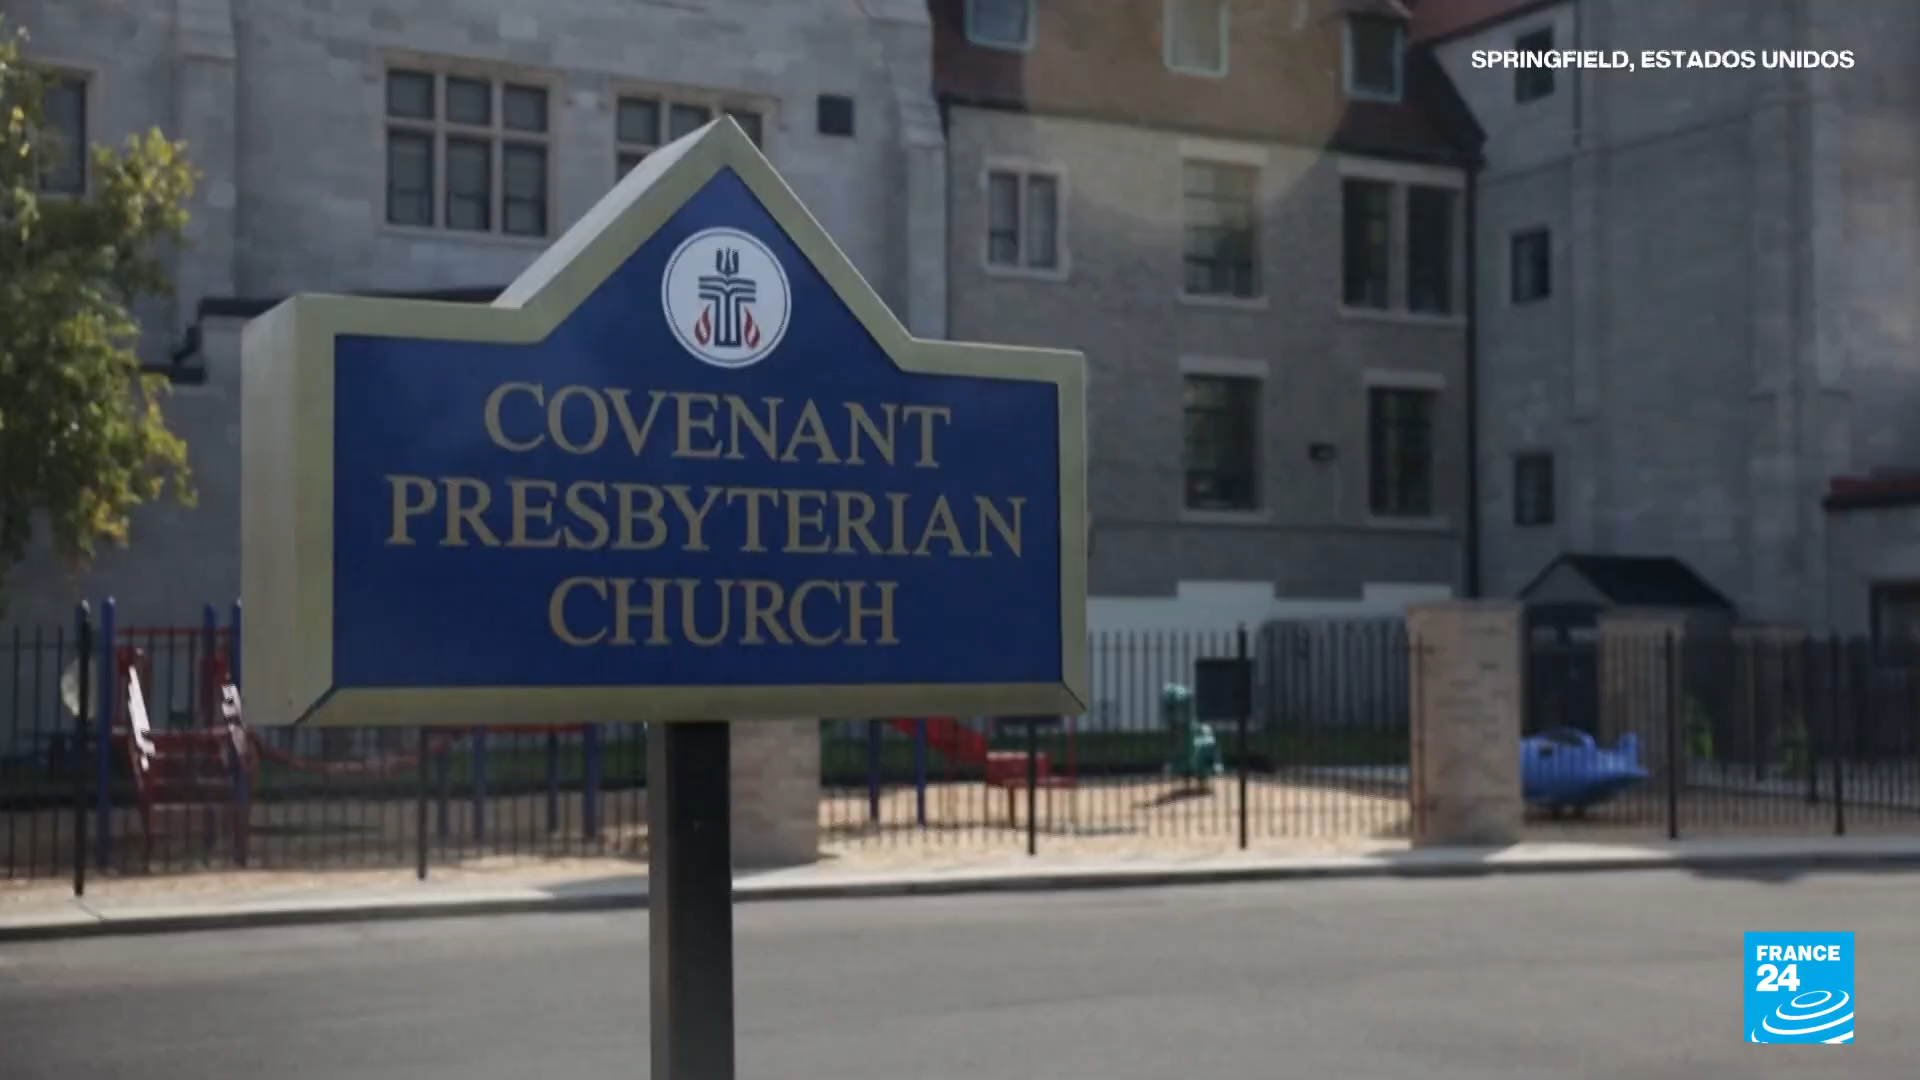 SPRINGFIELD, ESTADOS UNIDOS
COVENANT
PRESBYTERIAN
CHURCH
FRANCE
24